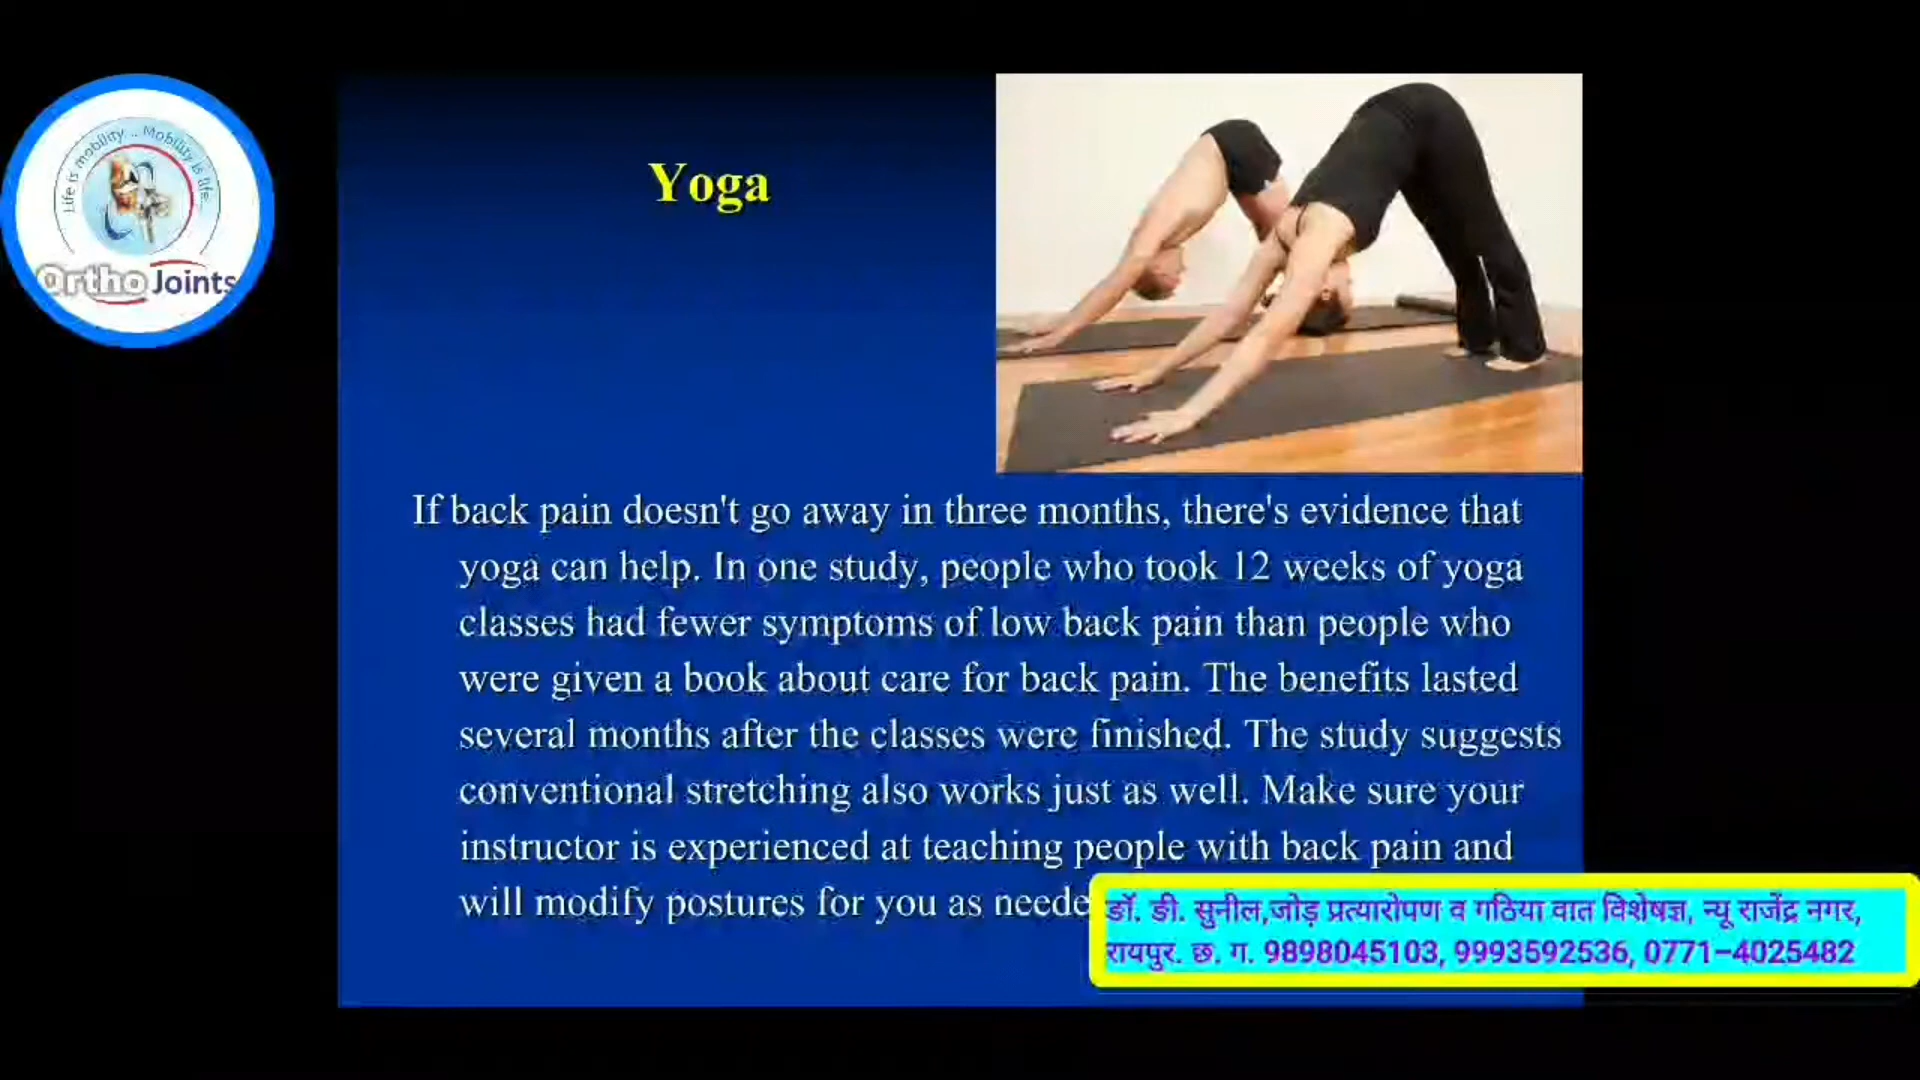 Life is mobility... Mobility is life...
Ortho Joints
Yoga
If back pain doesn't go away in three months, there's evidence that
yoga can help. In one study, people who took 12 weeks of yoga
classes had fewer symptoms of low back pain than people who
were given a book about care for back pain. The benefits lasted
several months after the classes were finished. The study suggests
conventional stretching also works just as well. Make sure your
instructor is experienced at teaching people with back pain and
will modify postures for you as neede
डॉ. डी. सुनील,जोड़ प्रत्यारोपण व गठिया वात विशेषज्ञ, न्यू राजेंद्र नगर,
रायपुर. छ. ग. 9898045103, 9993592536, 0771-4025482